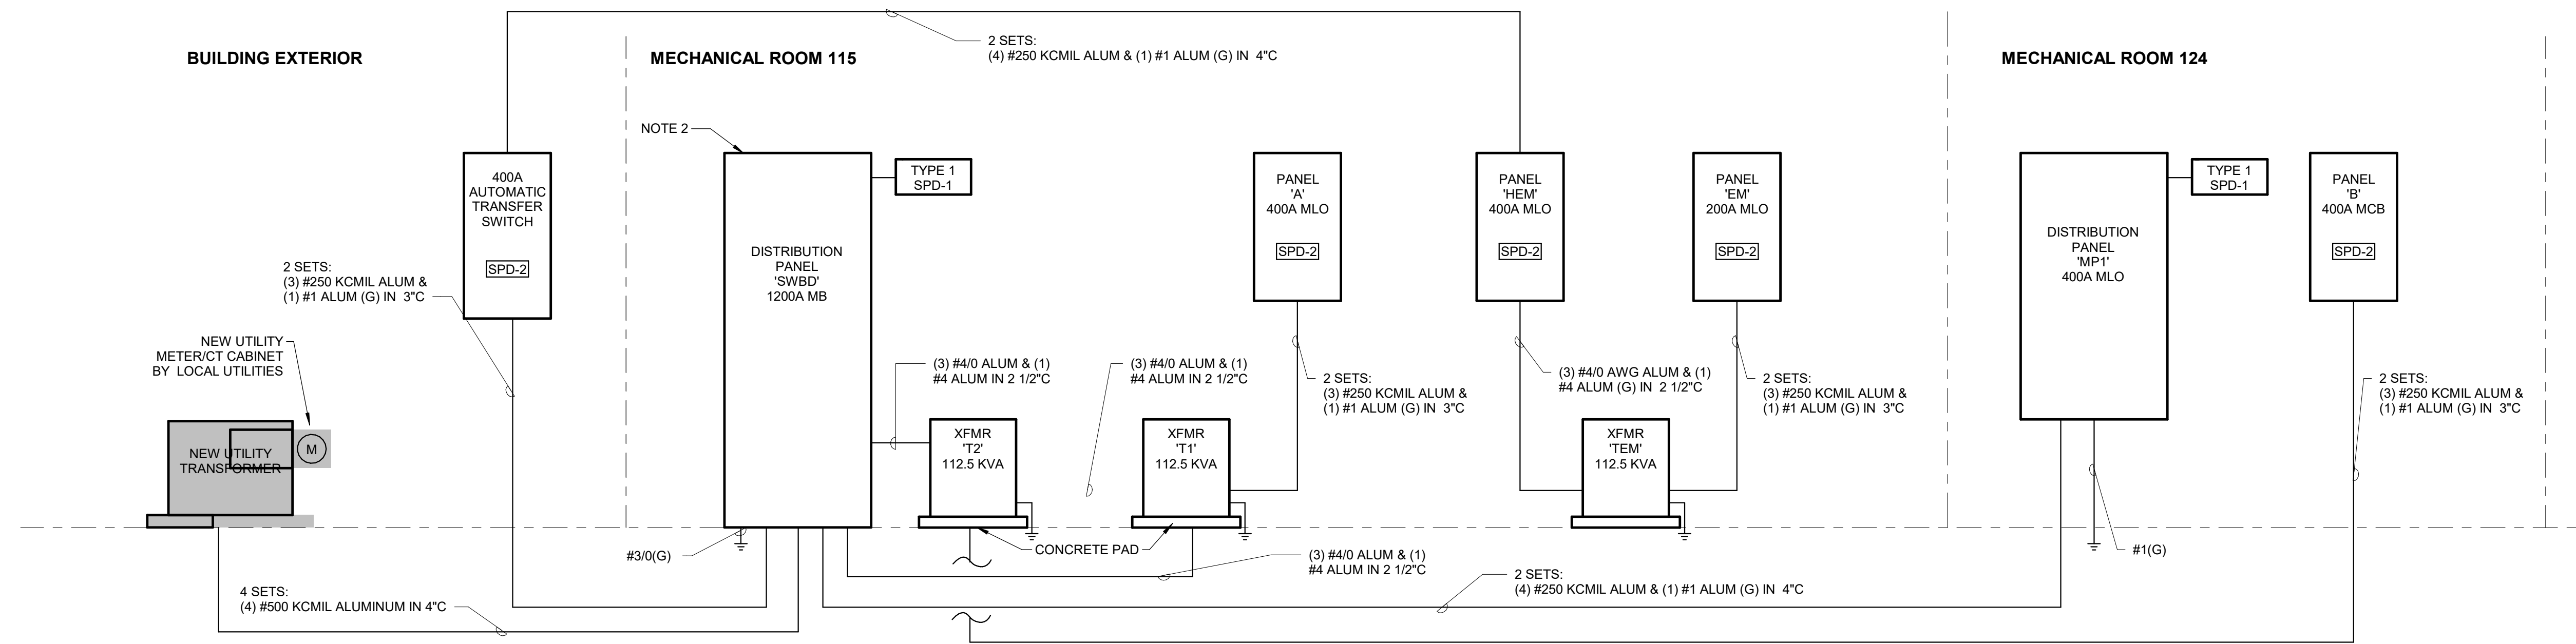 BUILDING EXTERIOR
MECHANICAL ROOM 115
2 SETS:
(4) #250 KCMIL ALUM & (1) #1 ALUM (G) IN 4"C
MECHANICAL ROOM 124
NOTE 2
400A
AUTOMATIC
TRANSFER
SWITCH
SPD-2
2 SETS:
(3) #250 KCMIL ALUM &
(1) #1 ALUM (G) IN 3"C
NEW UTILITY
METER/CT CABINET
BY LOCAL UTILITIES
NEW UTILITY
TRANSFORMER
M
4 SETS:
(4) #500 KCMIL ALUMINUM IN 4"C
DISTRIBUTION
PANEL
'SWBD'
1200A MB
TYPE 1
SPD-1
#3/0(G)
(3) #4/0 ALUM & (1)
#4 ALUM IN 2 1/2"C
XFMR
'T2'
112.5 KVA
(3) #4/0 ALUM & (1)
#4 ALUM IN 2 1/2"C
XFMR
'T1'
112.5 KVA
CONCRETE PAD
PANEL
'A'
400A MLO
SPD-2
2 SETS:
(3) #250 KCMIL ALUM &
(1) #1 ALUM (G) IN 3"C
(3) #4/0 ALUM & (1)
#4 ALUM IN 2 1/2"C
PANEL
'HEM'
400A MLO
SPD-2
(3) #4/0 AWG ALUM & (1)
#4 ALUM (G) IN 2 1/2"C
XFMR
'TEM'
112.5 KVA
PANEL
'EM'
200A MLO
SPD-2
2 SETS:
(3) #250 KCMIL ALUM &
(1) #1 ALUM (G) IN 3"C
2 SETS:
(4) #250 KCMIL ALUM & (1) #1 ALUM (G) IN 4"C
DISTRIBUTION
PANEL
'MP1'
400A MLO
TYPE 1
SPD-1
#1(G)
PANEL
'B'
400A MCB
SPD-2
2 SETS:
(3) #250 KCMIL ALUM &
(1) #1 ALUM (G) IN 3"C